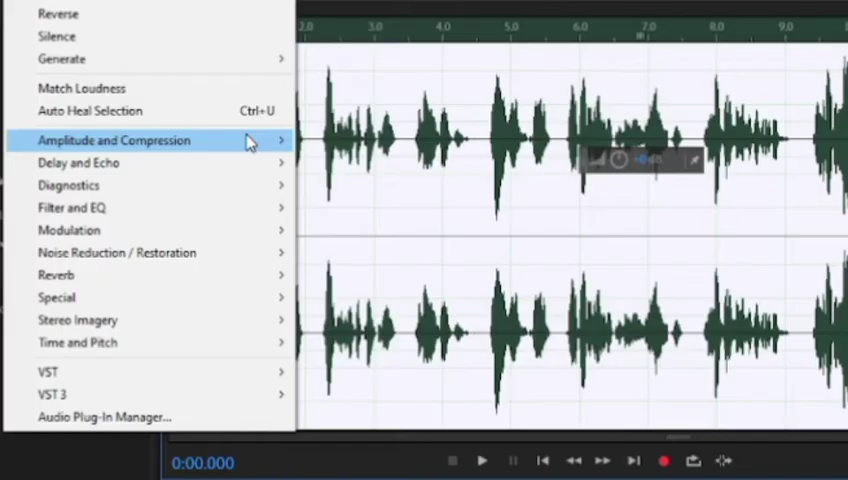 Reverse
Silence
Generate
Match Loudness
Auto Heal Selection Ctrl+U
Amplitude and Compression
Delay and Echo
Diagnostics
Filter and EQ
Modulation
Noise Reduction / Restoration
Reverb
Special
Stereo Imagery
Time and Pitch
VST
VST 3
Audio Plug-In Manager...
2.0 3.0 4.0 5.0 6.0 7.0 8.0 9.0
+0 dB
0:00.000